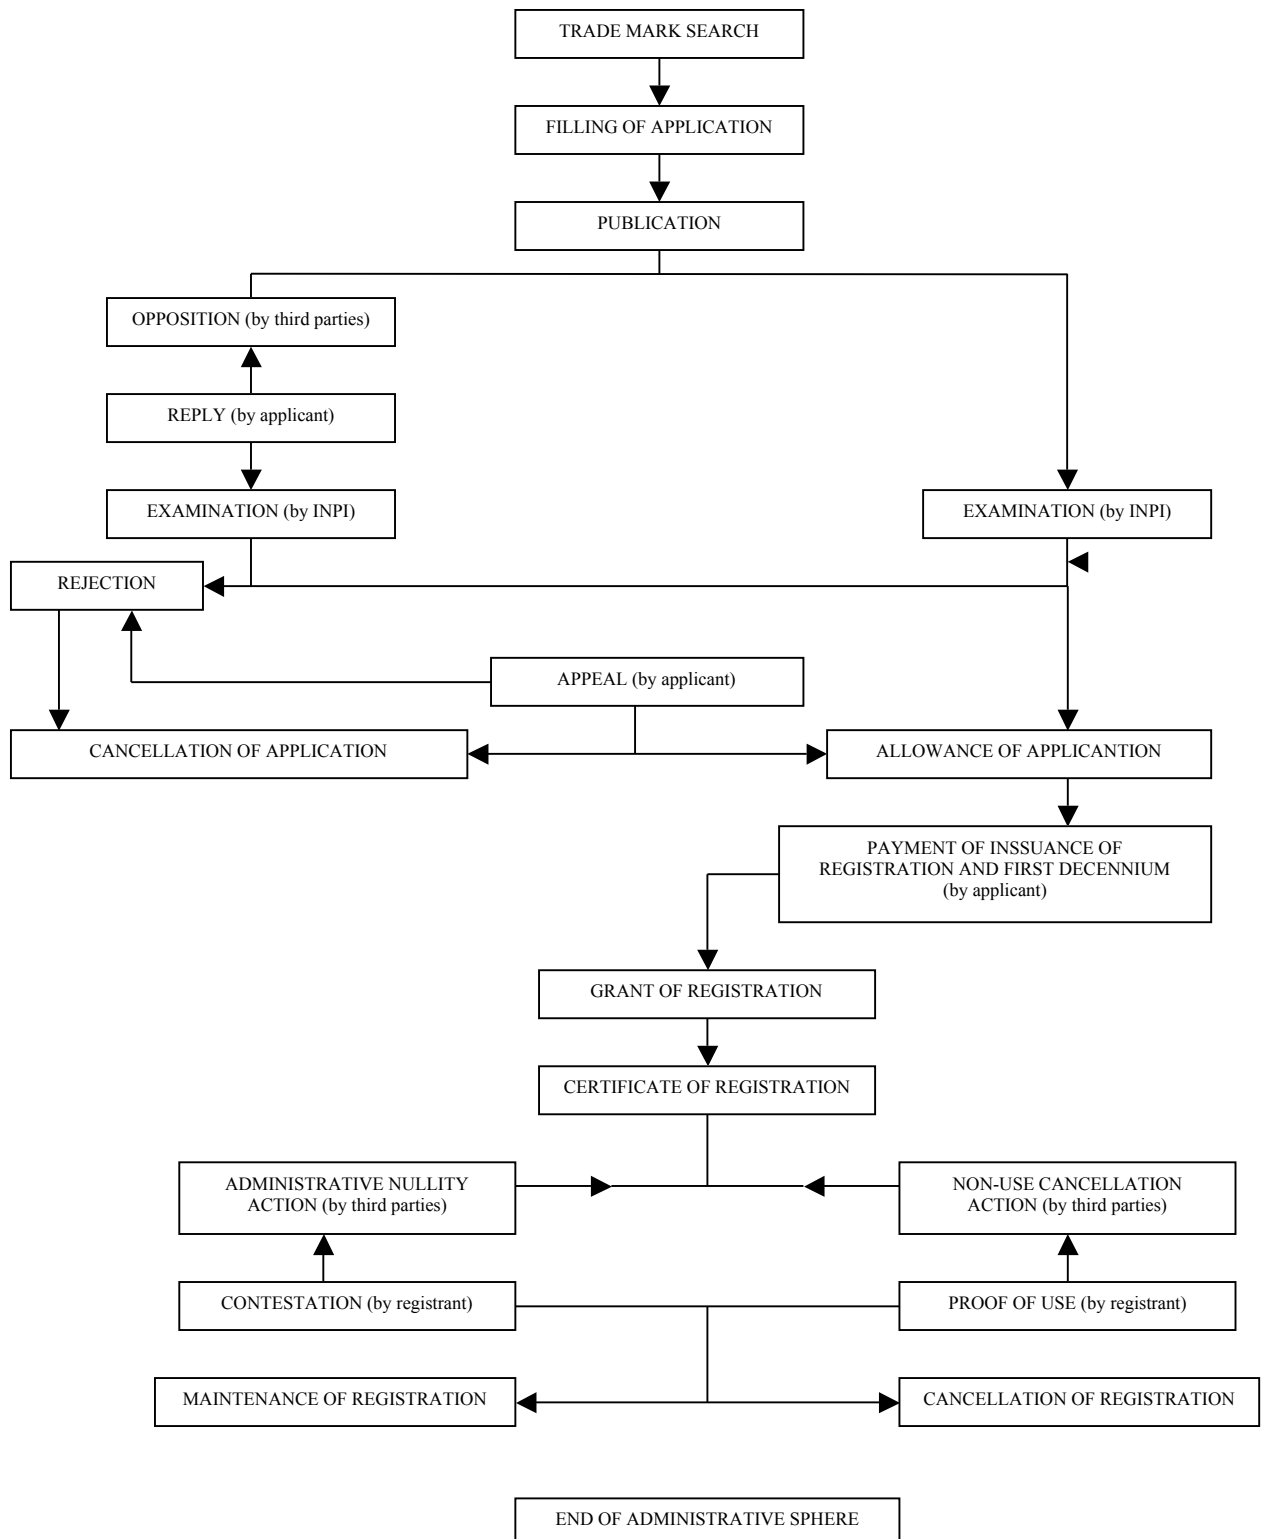 TRADE MARK SEARCH
FILLING OF APPLICATION
PUBLICATION
OPPOSITION (by third parties)
REPLY (by applicant)
EXAMINATION (by INPI)
EXAMINATION (by INPI)
REJECTION
APPEAL (by applicant)
CANCELLATION OF APPLICATION
ALLOWANCE OF APPLICANTION
PAYMENT OF INSSUANCE OF
REGISTRATION AND FIRST DECENNIUM
(by applicant)
GRANT OF REGISTRATION
CERTIFICATE OF REGISTRATION
ADMINISTRATIVE NULLITY
ACTION (by third parties)
NON-USE CANCELLATION
ACTION (by third parties)
CONTESTATION (by registrant)
PROOF OF USE (by registrant)
MAINTENANCE OF REGISTRATION
CANCELLATION OF REGISTRATION
END OF ADMINISTRATIVE SPHERE